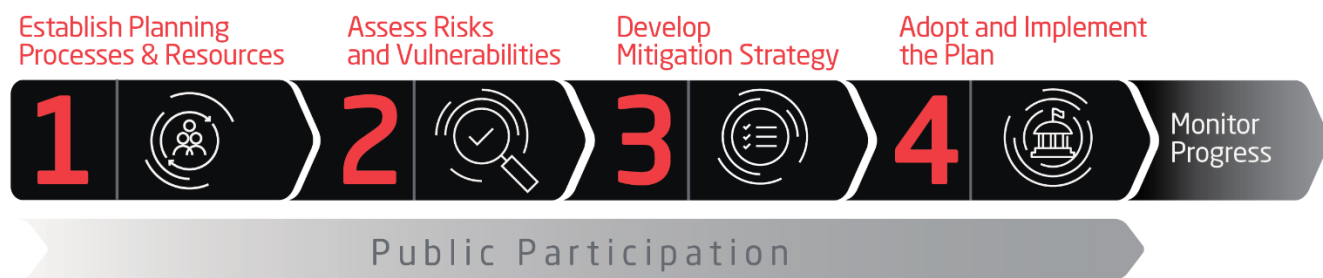 Establish Planning
Processes & Resources
Assess Risks
and Vulnerabilities
Develop
Mitigation Strategy
Adopt and Implement
the Plan
1
2
3
4
Monitor
Progress
Public Participation